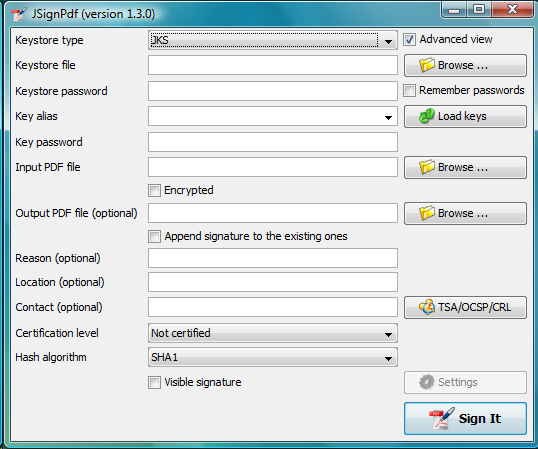 JSignPdf (version 1.3.0)
Keystore type JKS Advanced view
Keystore file Browse ...
Keystore password Remember passwords
Key alias Load keys
Key password
Input PDF file Browse ...
Encrypted
Output PDF file (optional) Browse ...
Append signature to the existing ones
Reason (optional)
Location (optional)
Contact (optional) TSA/OCSP/CRL
Certification level Not certified
Hash algorithm SHA1
Visible signature Settings
Sign It